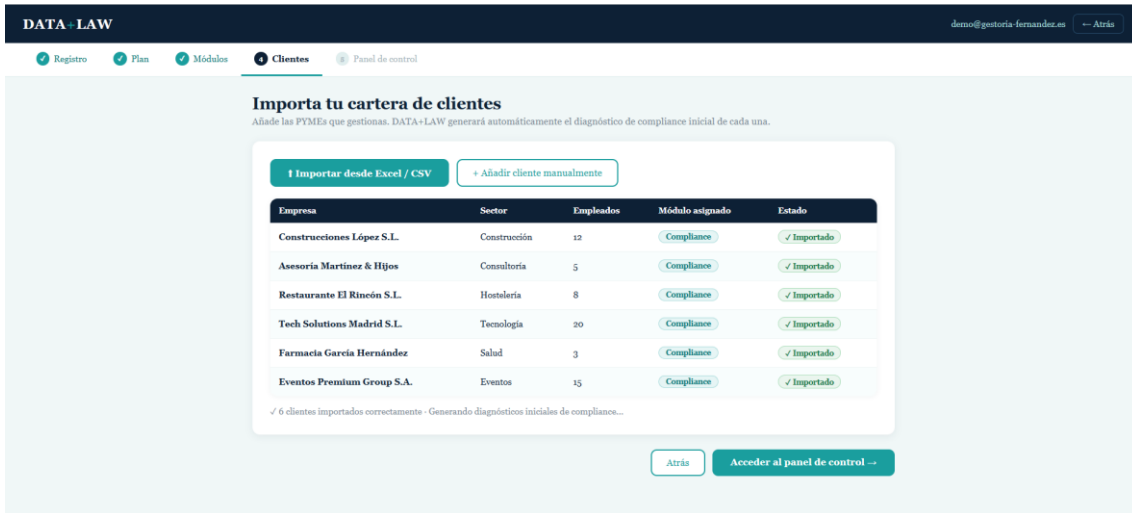 DATA+LAW
demo@gestoria-fernandez.es ← Atrás
✓ Registro ✓ Plan ✓ Módulos 4 Clientes 5 Panel de control
Importa tu cartera de clientes
Añade las PYMEs que gestionas. DATA+LAW generará automáticamente el diagnóstico de compliance inicial de cada una.
⬆ Importar desde Excel / CSV + Añadir cliente manualmente
Empresa Sector Empleados Módulo asignado Estado
Construcciones López S.L. Construcción 12 Compliance ✓ Importado
Asesoría Martínez & Hijos Consultoría 5 Compliance ✓ Importado
Restaurante El Rincón S.L. Hostelería 8 Compliance ✓ Importado
Tech Solutions Madrid S.L. Tecnología 20 Compliance ✓ Importado
Farmacia García Hernández Salud 3 Compliance ✓ Importado
Eventos Premium Group S.A. Eventos 15 Compliance ✓ Importado
✓ 6 clientes importados correctamente · Generando diagnósticos iniciales de compliance...
Atrás Acceder al panel de control →